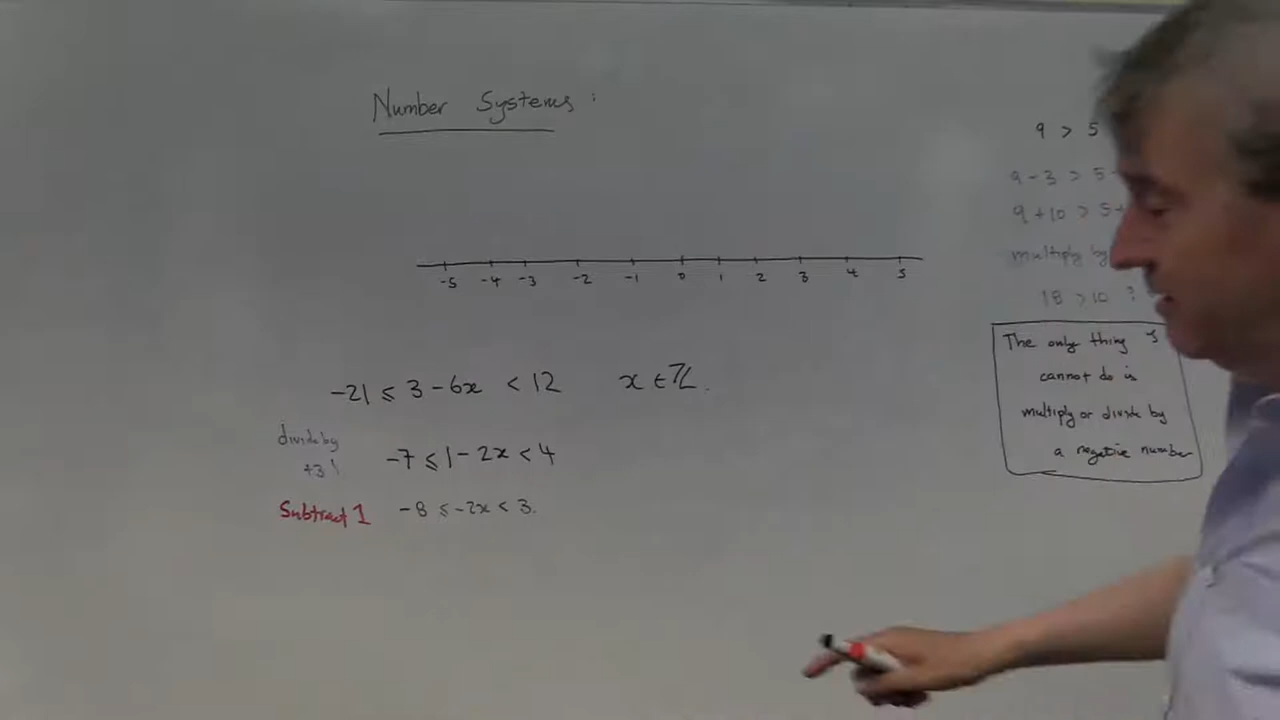 Number Systems:
-5 -4 -3 -2 -1 0 1 2 3 4 5
-21 ≤ 3 - 6x < 12 x ∈ ℤ.
divide by
+3!
-7 ≤ 1 - 2x < 4
Subtract 1 -8 ≤ -2x < 3.
9 > 5
9 - 3 > 5
9 + 10 > 5
multiply by
18 > 10 ?
The only thing
cannot do is
multiply or divide by
a negative number